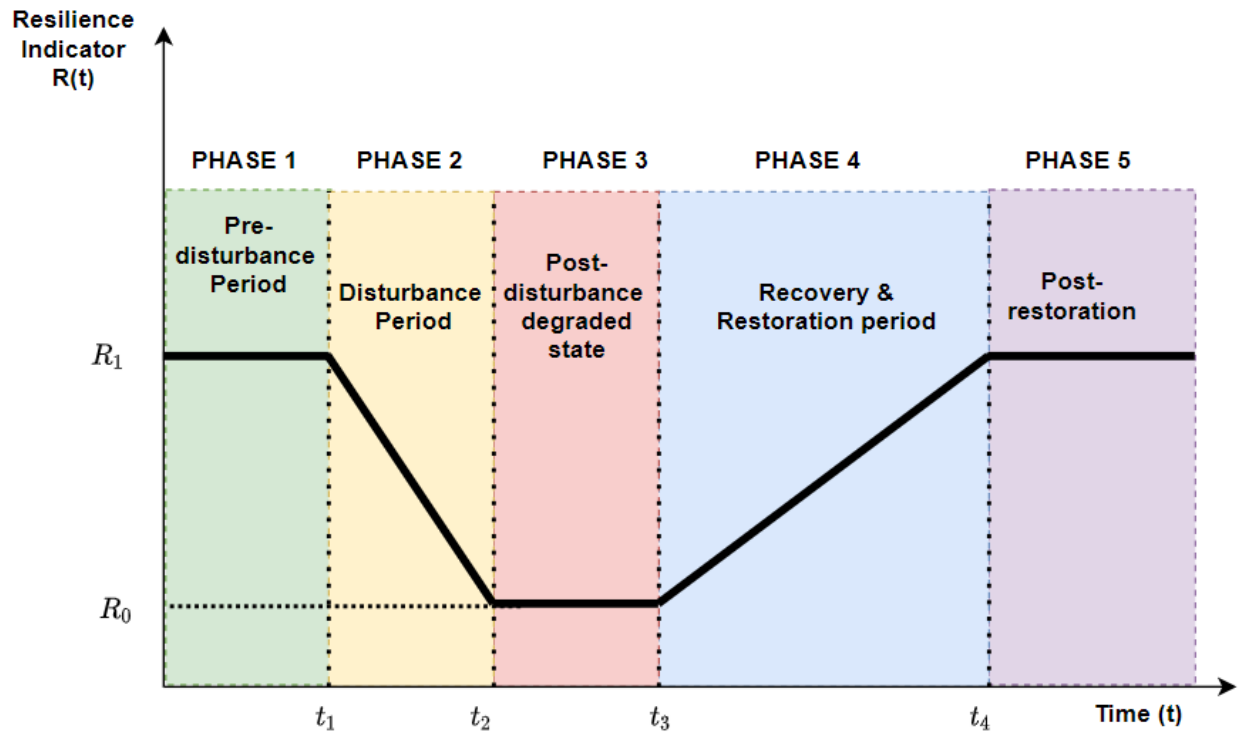 Resilience
Indicator
R(t)
PHASE 1
PHASE 2
PHASE 3
PHASE 4
PHASE 5
Pre-
disturbance
Period
Disturbance
Period
Post-
disturbance
degraded
state
Recovery &
Restoration period
Post-
restoration
R₁
R₀
t₁
t₂
t₃
t₄
Time (t)